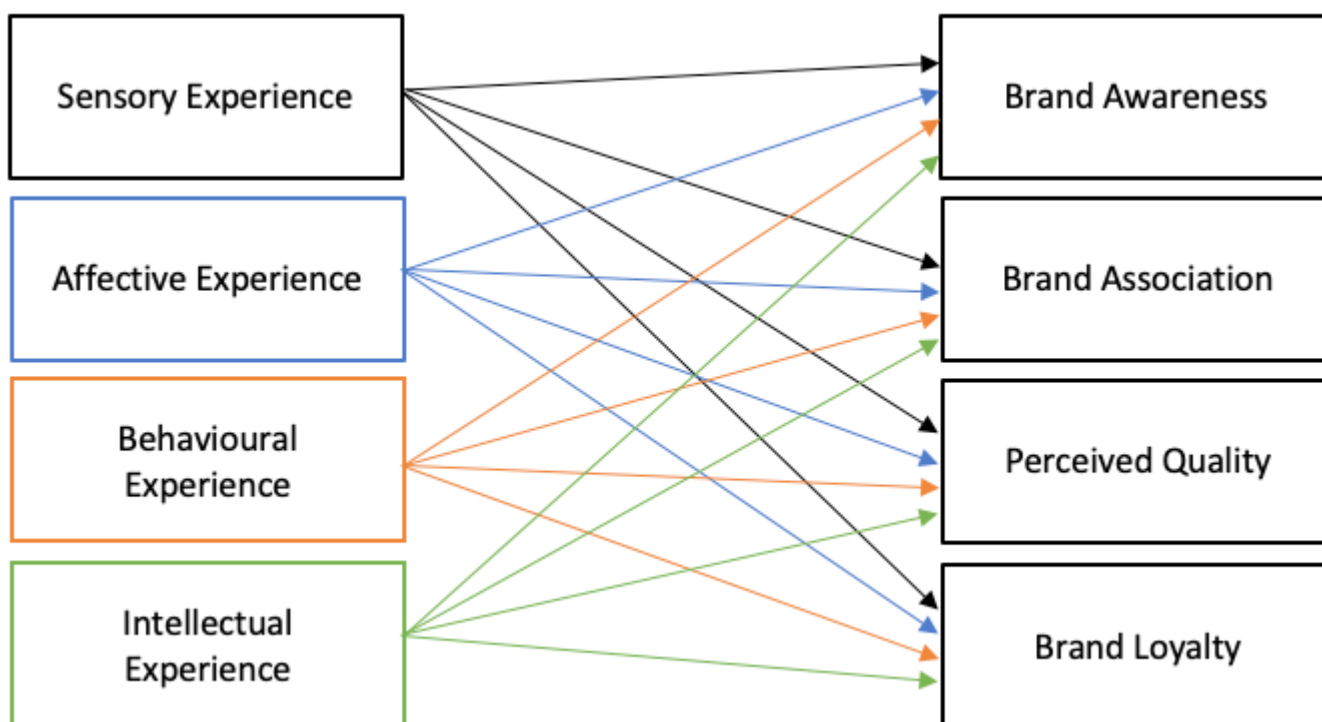 Sensory Experience
Brand Awareness
Affective Experience
Brand Association
Behavioural
Experience
Perceived Quality
Intellectual
Experience
Brand Loyalty